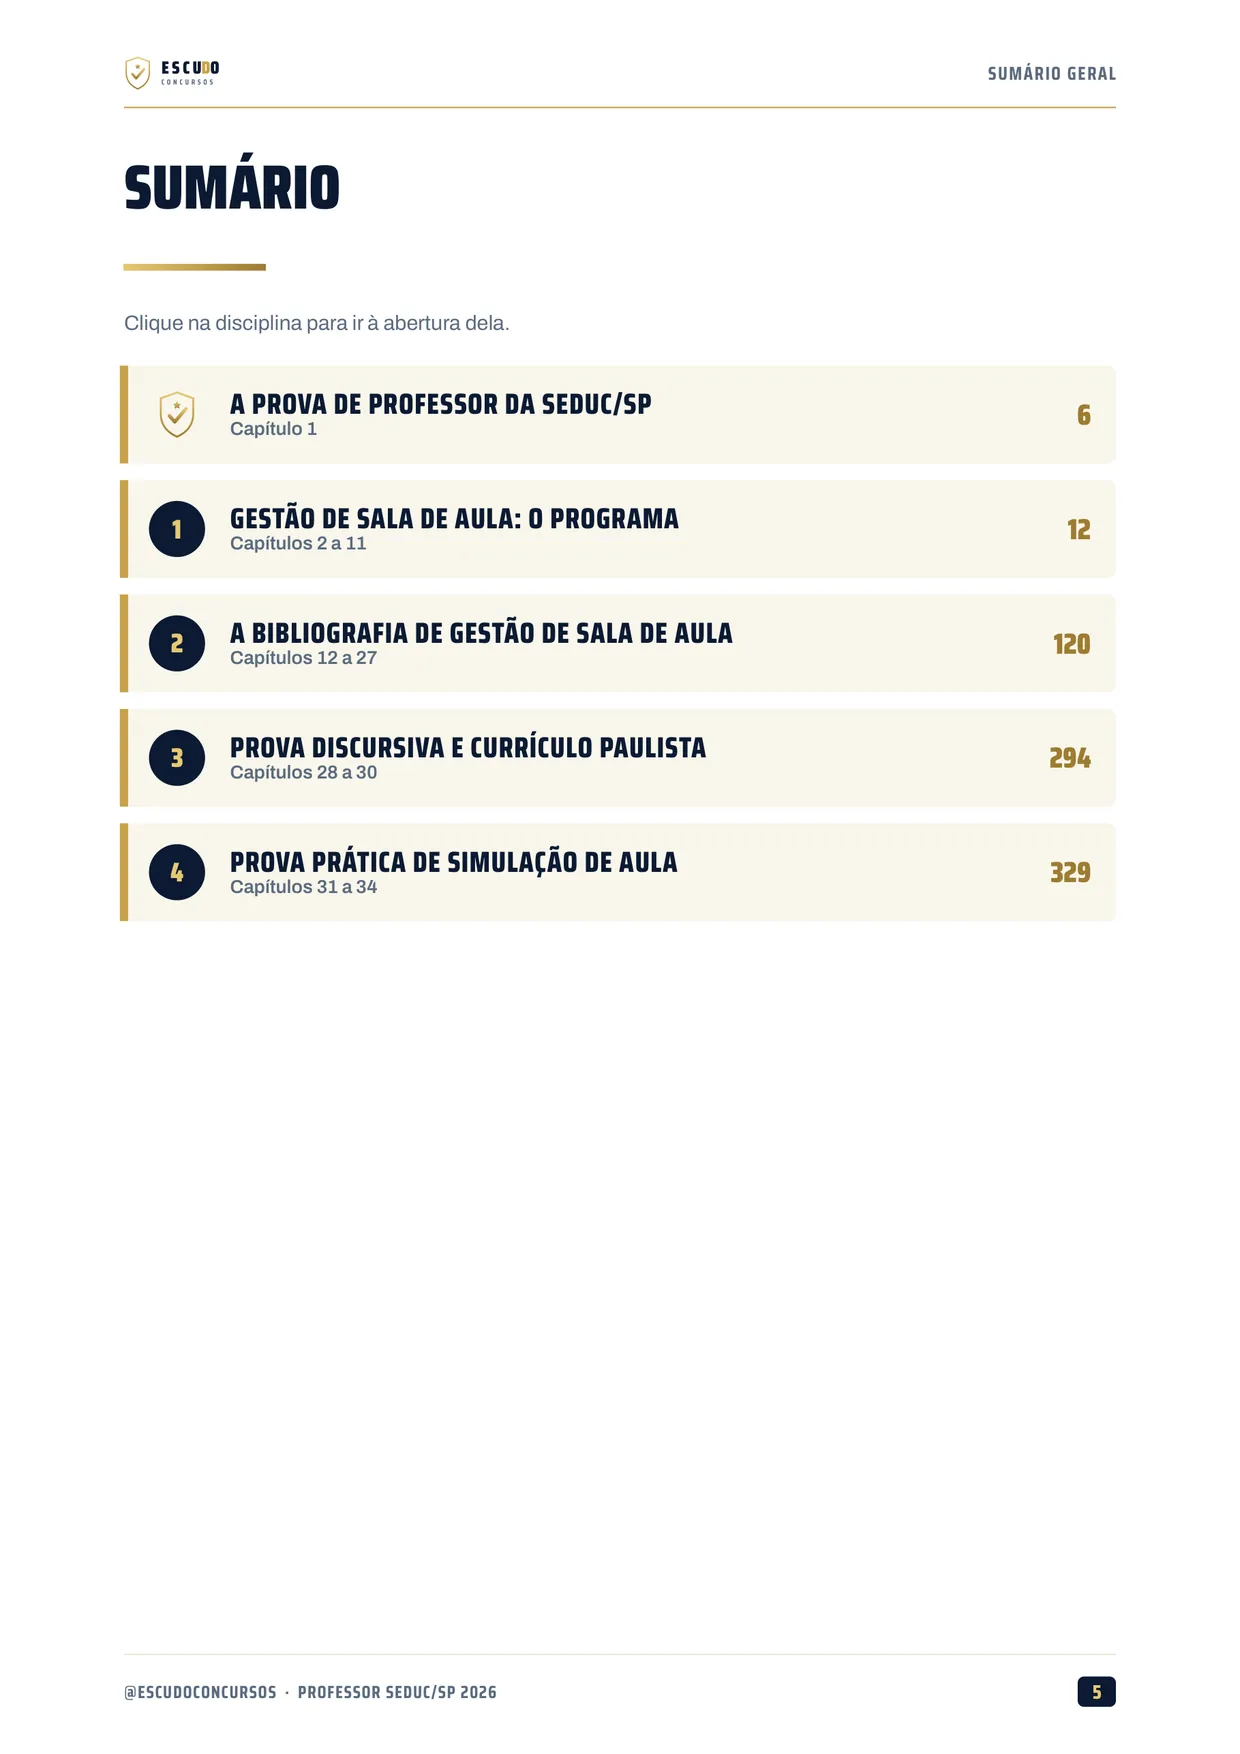 ESCUDO
CONCURSOS
SUMÁRIO GERAL
SUMÁRIO
Clique na disciplina para ir à abertura dela.
A PROVA DE PROFESSOR DA SEDUC/SP
Capítulo 1
6
1
GESTÃO DE SALA DE AULA: O PROGRAMA
Capítulos 2 a 11
12
2
A BIBLIOGRAFIA DE GESTÃO DE SALA DE AULA
Capítulos 12 a 27
120
3
PROVA DISCURSIVA E CURRÍCULO PAULISTA
Capítulos 28 a 30
294
4
PROVA PRÁTICA DE SIMULAÇÃO DE AULA
Capítulos 31 a 34
329
@ESCUDOCONCURSOS · PROFESSOR SEDUC/SP 2026
5